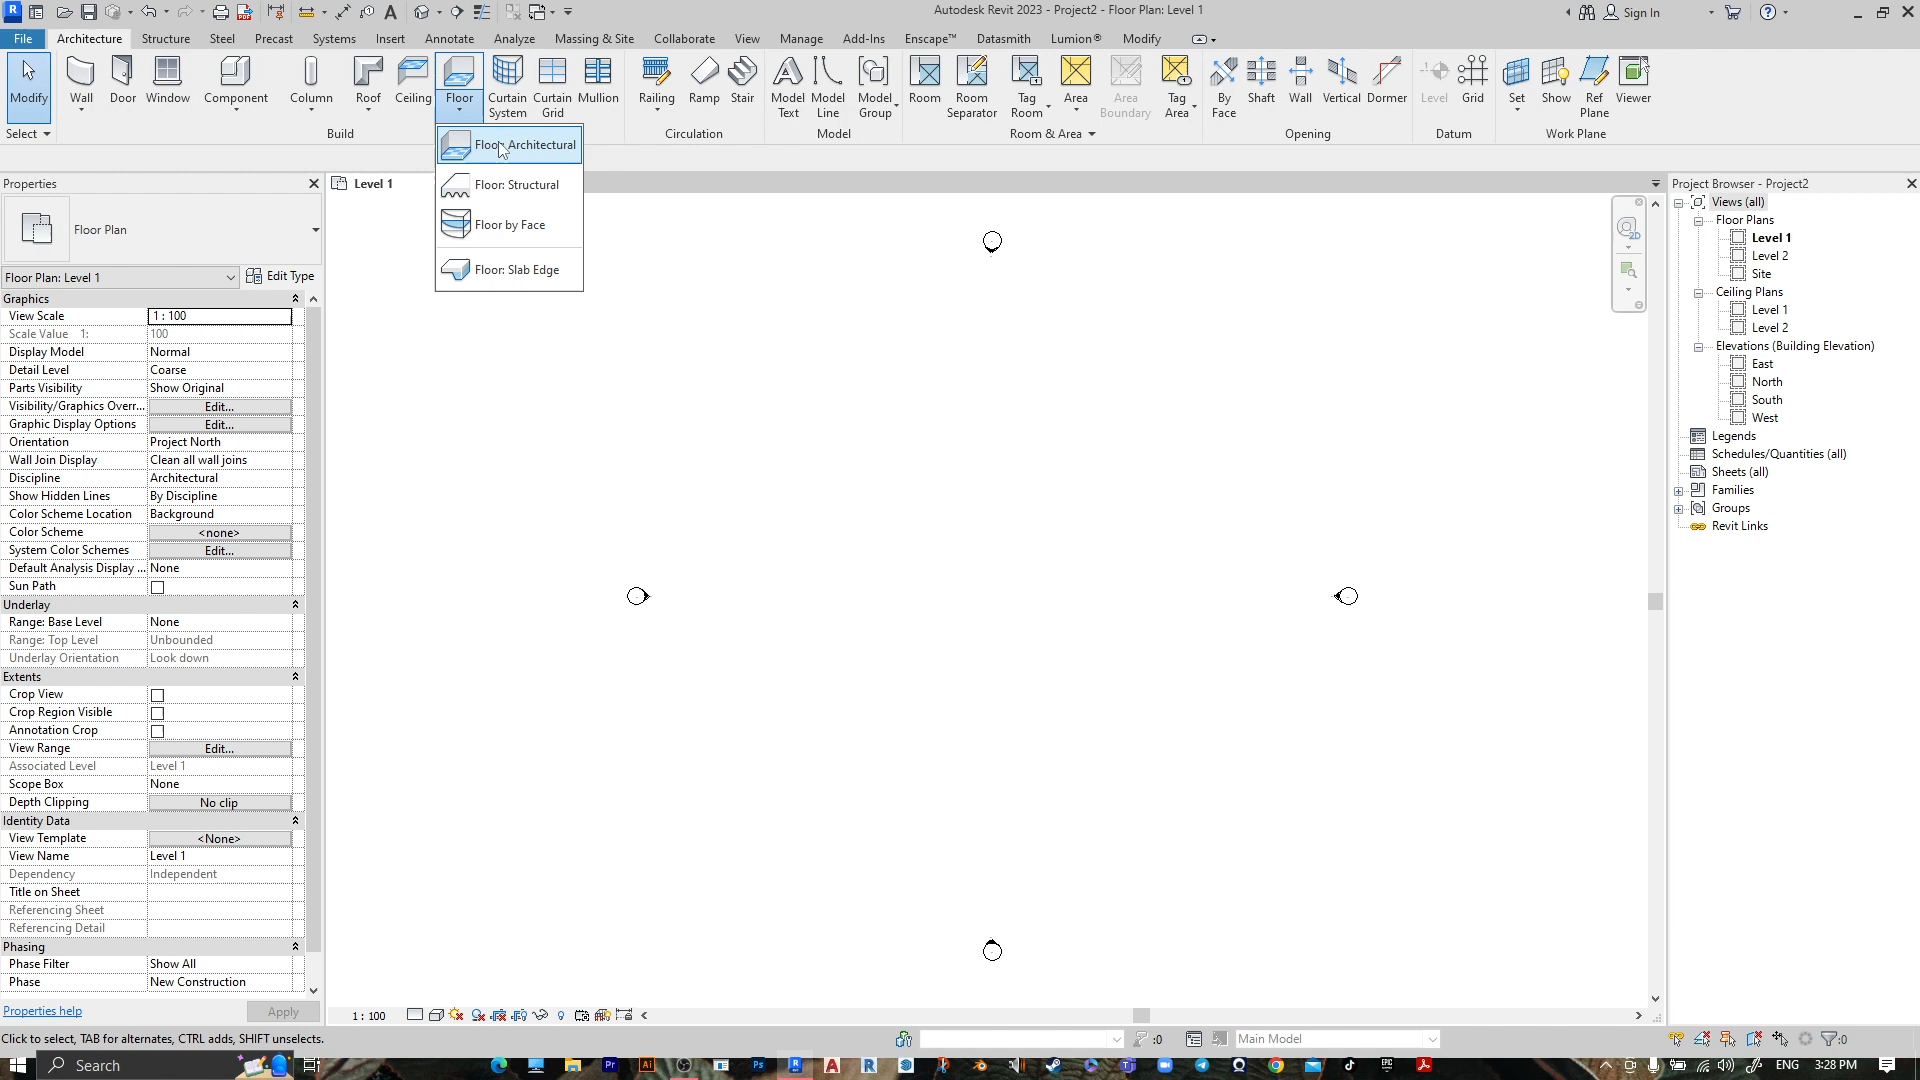 Autodesk Revit 2023 - Project2 - Floor Plan: Level 1
Sign In
File Architecture Structure Steel Precast Systems Insert Annotate Analyze Massing & Site Collaborate View Manage Add-Ins Enscape™ Datasmith Lumion® Modify
Modify Wall Door Window Component Column Roof Ceiling Floor Curtain System Curtain Grid Mullion Railing Ramp Stair Model Text Model Line Model Group Room Room Separator Tag Room Area Area Boundary Tag Area By Face Shaft Wall Vertical Dormer Level Grid Set Show Ref Plane Viewer
Select Build Circulation Model Room & Area Opening Datum Work Plane
Floor: Architectural
Floor: Structural
Floor by Face
Floor: Slab Edge
Properties
Floor Plan
Floor Plan: Level 1 Edit Type
Graphics
View Scale 1 : 100
Scale Value 1: 100
Display Model Normal
Detail Level Coarse
Parts Visibility Show Original
Visibility/Graphics Overr... Edit...
Graphic Display Options Edit...
Orientation Project North
Wall Join Display Clean all wall joins
Discipline Architectural
Show Hidden Lines By Discipline
Color Scheme Location Background
Color Scheme <none>
System Color Schemes Edit...
Default Analysis Display ... None
Sun Path
Underlay
Range: Base Level None
Range: Top Level Unbounded
Underlay Orientation Look down
Extents
Crop View
Crop Region Visible
Annotation Crop
View Range Edit...
Associated Level Level 1
Scope Box None
Depth Clipping No clip
Identity Data
View Template <None>
View Name Level 1
Dependency Independent
Title on Sheet
Referencing Sheet
Referencing Detail
Phasing
Phase Filter Show All
Phase New Construction
Properties help Apply
Level 1
2D
1 : 100
Project Browser - Project2
Views (all)
Floor Plans
Level 1
Level 2
Site
Ceiling Plans
Level 1
Level 2
Elevations (Building Elevation)
East
North
South
West
Legends
Schedules/Quantities (all)
Sheets (all)
Families
Groups
Revit Links
Click to select, TAB for alternates, CTRL adds, SHIFT unselects. :0 Main Model :0
Search Pr Ai Ps EPIC ENG 3:28 PM